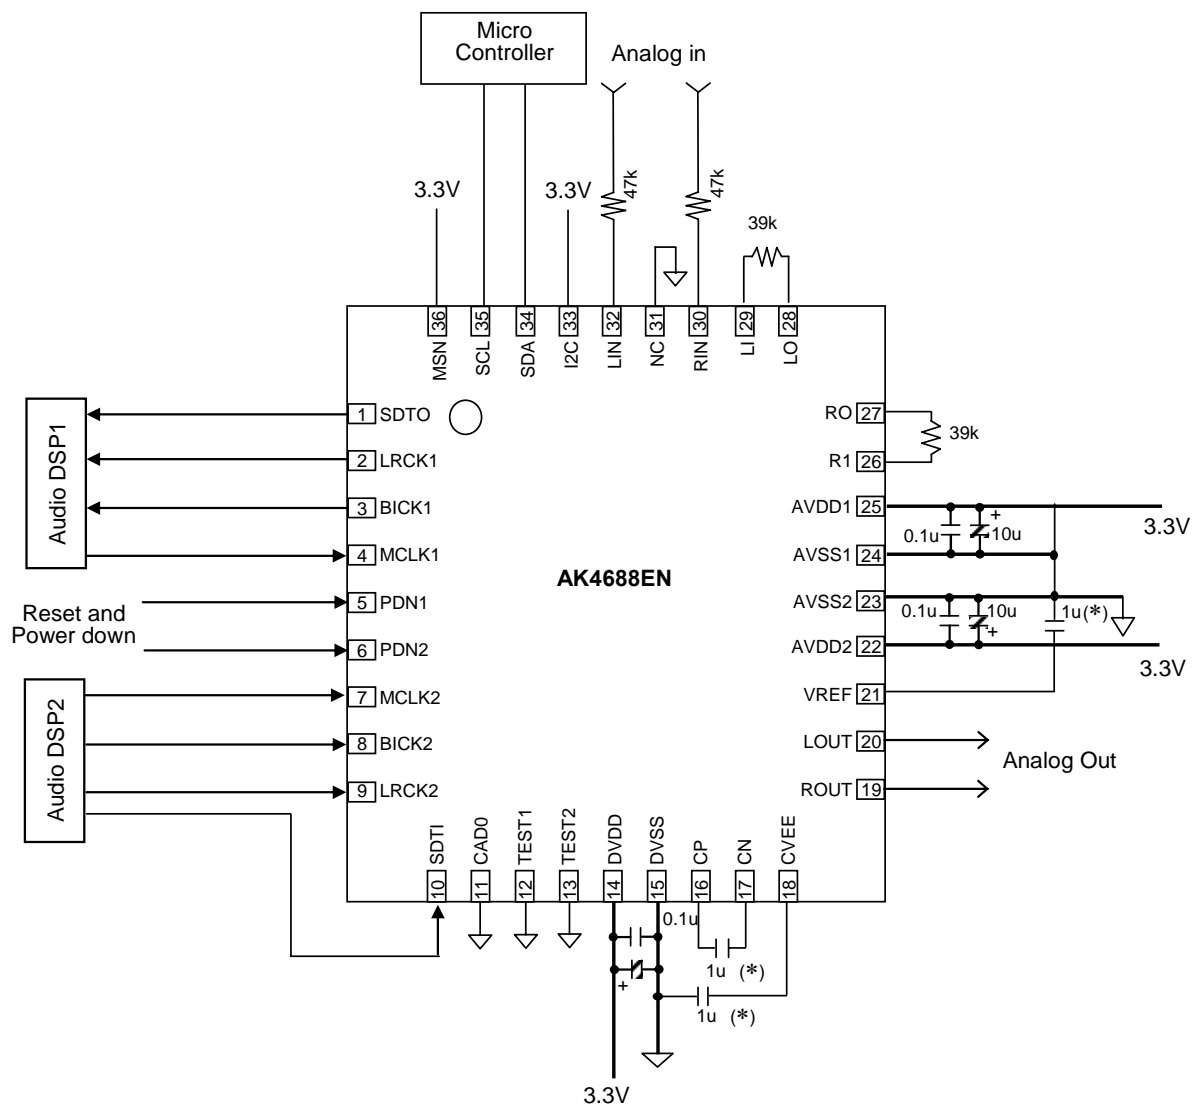 Micro
Controller
Analog in
3.3V
3.3V
47k
47k
39k
36
35
34
33
32
31
30
29
28
MSN
SCL
SDA
I2C
LIN
NC
RIN
LI
LO
Audio DSP1
1 SDTO
2 LRCK1
3 BICK1
4 MCLK1
Reset and
Power down
5 PDN1
6 PDN2
Audio DSP2
7 MCLK2
8 BICK2
9 LRCK2
AK4688EN
RO 27
39k
R1 26
AVDD1 25
3.3V
0.1u
+
10u
AVSS1 24
AVSS2 23
0.1u
10u
+
1u(*)
AVDD2 22
3.3V
VREF 21
LOUT 20
Analog Out
ROUT 19
SDTI
CAD0
TEST1
TEST2
DVDD
DVSS
CP
CN
CVEE
10
11
12
13
14
15
16
17
18
0.1u
+
1u (*)
1u (*)
3.3V